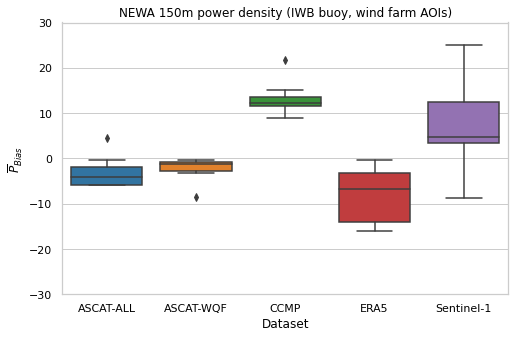 NEWA 150m power density (IWB buoy, wind farm AOIs)
30
20
10
0
−10
−20
−30
P̅_Bias
ASCAT-ALL ASCAT-WQF CCMP ERA5 Sentinel-1
Dataset